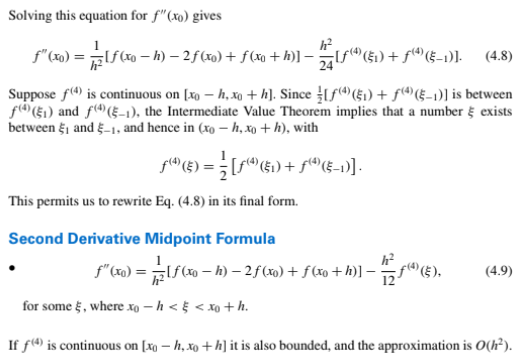 Solving this equation for f″(x₀) gives
f″(x₀) = 1/h² [f(x₀ − h) − 2f(x₀) + f(x₀ + h)] − h²/24 [f⁽⁴⁾(ξ₁) + f⁽⁴⁾(ξ₋₁)]. (4.8)
Suppose f⁽⁴⁾ is continuous on [x₀ − h, x₀ + h]. Since ½[f⁽⁴⁾(ξ₁) + f⁽⁴⁾(ξ₋₁)] is between
f⁽⁴⁾(ξ₁) and f⁽⁴⁾(ξ₋₁), the Intermediate Value Theorem implies that a number ξ exists
between ξ₁ and ξ₋₁, and hence in (x₀ − h, x₀ + h), with
f⁽⁴⁾(ξ) = 1/2 [f⁽⁴⁾(ξ₁) + f⁽⁴⁾(ξ₋₁)].
This permits us to rewrite Eq. (4.8) in its final form.
Second Derivative Midpoint Formula
• f″(x₀) = 1/h² [f(x₀ − h) − 2f(x₀) + f(x₀ + h)] − h²/12 f⁽⁴⁾(ξ), (4.9)
for some ξ, where x₀ − h < ξ < x₀ + h.
If f⁽⁴⁾ is continuous on [x₀ − h, x₀ + h] it is also bounded, and the approximation is O(h²).